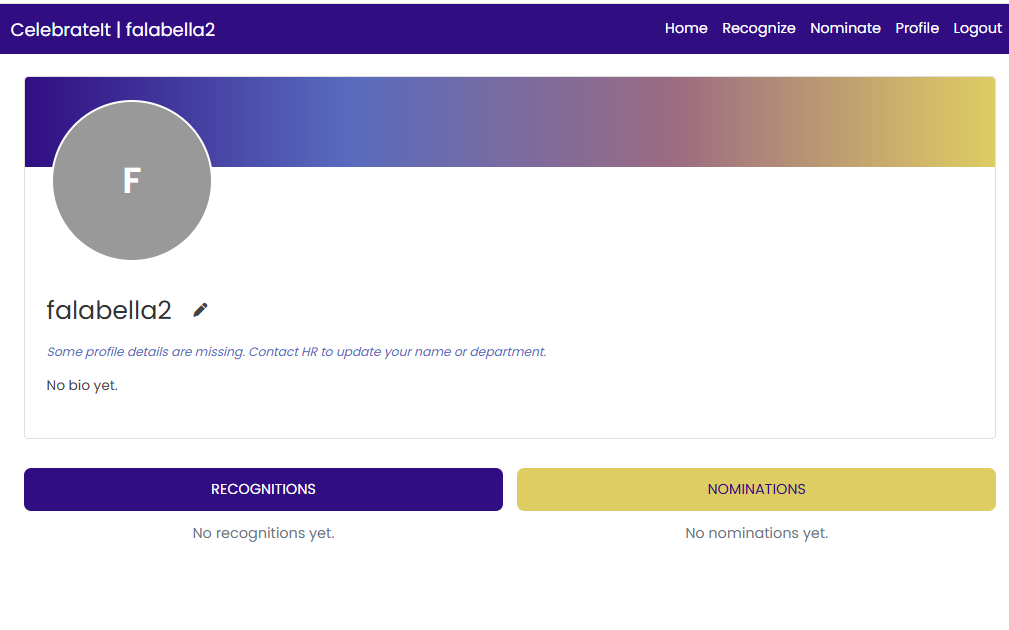 CelebrateIt | falabella2
Home Recognize Nominate Profile Logout
F
falabella2
Some profile details are missing. Contact HR to update your name or department.
No bio yet.
RECOGNITIONS
No recognitions yet.
NOMINATIONS
No nominations yet.